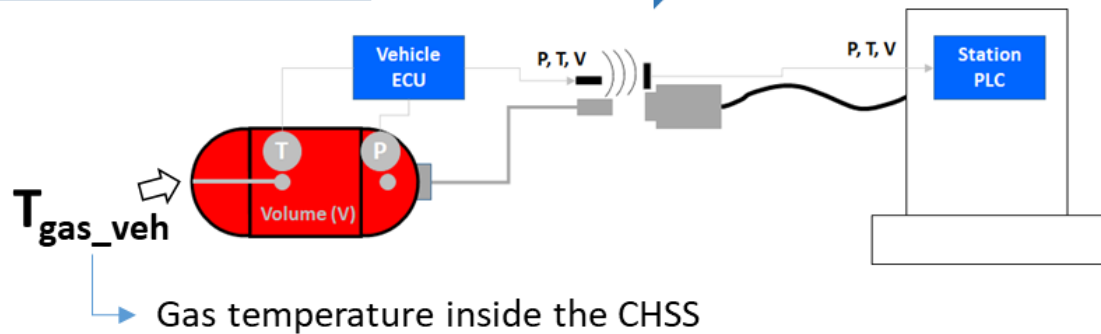 Vehicle
ECU
P, T, V
P, T, V
Station
PLC
T
P
Volume (V)
Tgas_veh
Gas temperature inside the CHSS